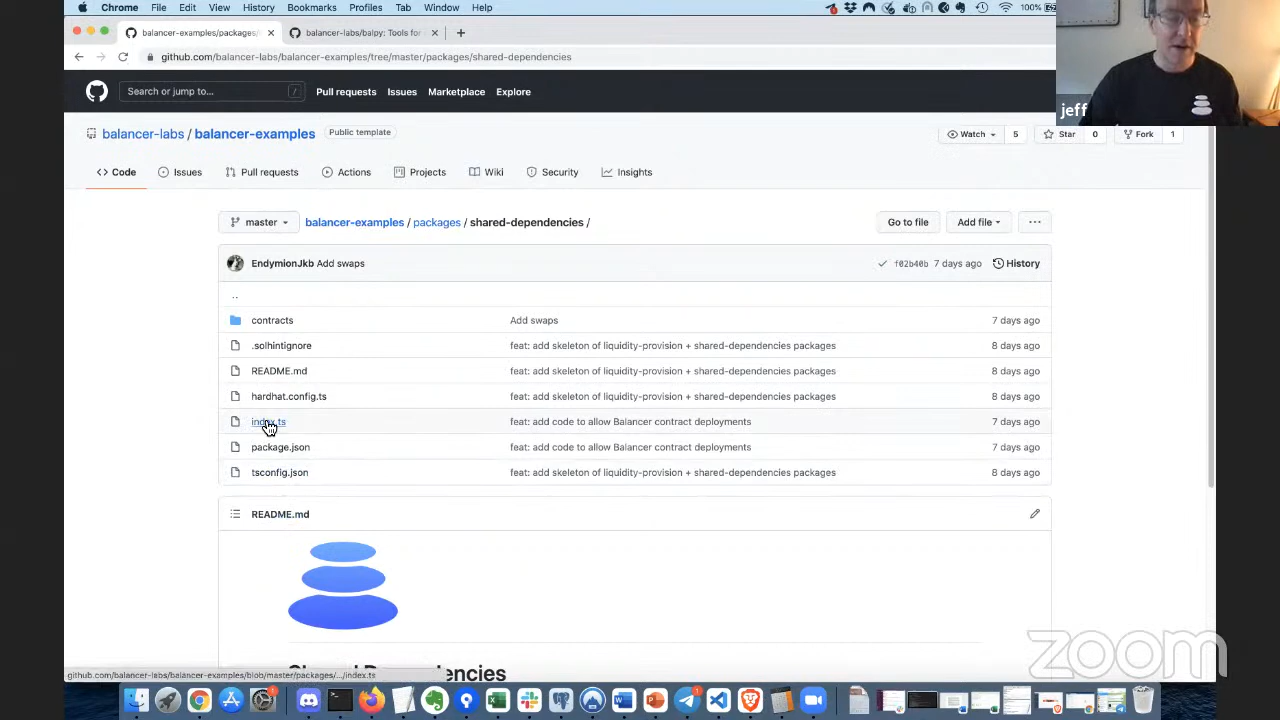 Chrome File Edit View History Bookmarks Profiles Tab Window Help 100%
balancer-examples/packages/ balancer-labs/balpy: Tools for
github.com/balancer-labs/balancer-examples/tree/master/packages/shared-dependencies
jeff
Search or jump to... / Pull requests Issues Marketplace Explore
balancer-labs / balancer-examples Public template Watch 5 Star 0 Fork 1
<> Code Issues Pull requests Actions Projects Wiki Security Insights
master balancer-examples / packages / shared-dependencies / Go to file Add file ...
EndymionJkb Add swaps f02b40b 7 days ago History
..
contracts Add swaps 7 days ago
.solhintignore feat: add skeleton of liquidity-provision + shared-dependencies packages 8 days ago
README.md feat: add skeleton of liquidity-provision + shared-dependencies packages 8 days ago
hardhat.config.ts feat: add skeleton of liquidity-provision + shared-dependencies packages 8 days ago
index.ts feat: add code to allow Balancer contract deployments 7 days ago
package.json feat: add code to allow Balancer contract deployments 7 days ago
tsconfig.json feat: add skeleton of liquidity-provision + shared-dependencies packages 8 days ago
README.md
zoom
Shared Dependencies
github.com/balancer-labs/balancer-examples/blob/master/packages/.../index.ts